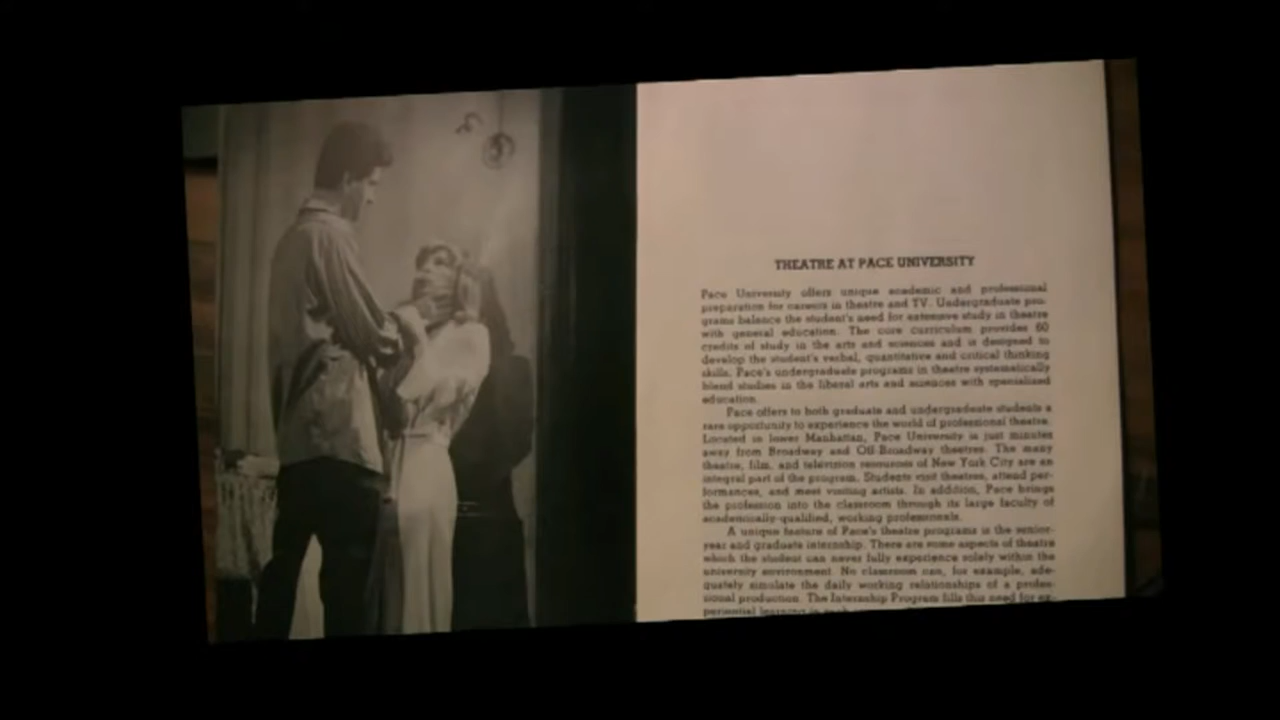 THEATRE AT PACE UNIVERSITY
Pace University offers unique academic and professional
preparation for careers in theatre and TV. Undergraduate pro-
grams balance the student's need for extensive study in theatre
with general education. The core curriculum provides 60
credits of study in the arts and sciences and is designed to
develop the student's verbal, quantitative and critical thinking
skills. Pace's undergraduate programs in theatre systematically
blend studies in the liberal arts and sciences with specialized
education.
Pace offers to both graduate and undergraduate students a
rare opportunity to experience the world of professional theatre.
Located in lower Manhattan, Pace University is just minutes
away from Broadway and Off-Broadway theatres. The many
theatre, film, and television resources of New York City are an
integral part of the program. Students visit theatres, attend per-
formances, and meet visiting artists. In addition, Pace brings
the profession into the classroom through its large faculty of
academically-qualified, working professionals.
A unique feature of Pace's theatre programs is the senior-
year and graduate internship. There are some aspects of theatre
which the student can never fully experience solely within the
university environment. No classroom can, for example, ade-
quately simulate the daily working relationships of a profes-
sional production. The Internship Program fills this need for ex-
periential learning in